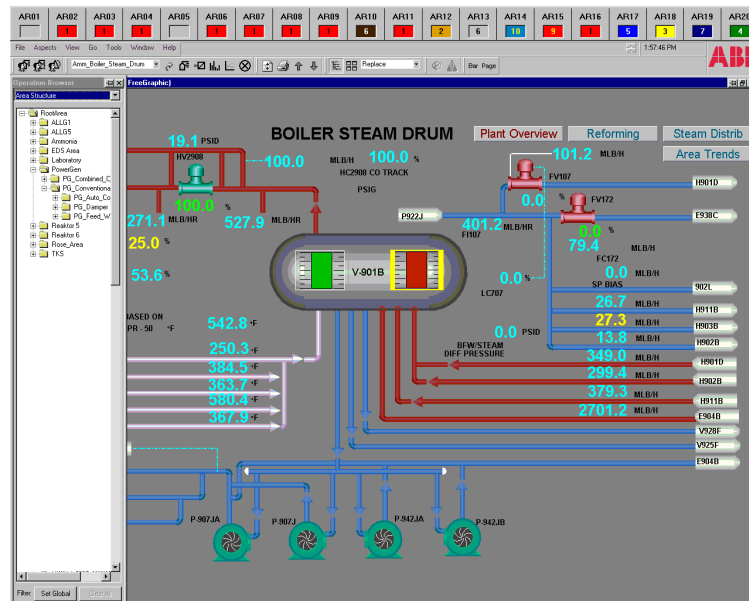 AR01 AR02 AR03 AR04 AR05 AR06 AR07 AR08 AR09 AR10 AR11 AR12 AR13 AR14 AR15 AR16 AR17 AR18 AR19
1 1 1 1 1 1 1 6 1 2 6 10 9 1 5 3 7 4
File Aspects View Go Tools Window Help
1:57:46 PM
ABB
Amm_Boiler_Steam_Drum
Replace
Bar Page
Operation Browser
FreeGraphic)
Area Structure
RootArea
ALLG1
ALLG5
Ammonia
EDS Area
Laboratory
PowerGen
PG_Combined_C
PG_Conventiona
PG_Auto_Co
PG_Damper
PG_Feed_W
Reaktor 5
Reaktor 6
Rose_Area
TKS
Filter: Set Global Clear All
BOILER STEAM DRUM
Plant Overview
Reforming
Steam Distrib
Area Trends
19.1 PSID
HV2908
100.0 MLB/H
100.0 %
HC2908 CO TRACK
PSIG
100.0 %
271.1 MLB/HR
527.9 MLB/HR
25.0 %
53.6 %
101.2 MLB/H
FV107
0.0 %
H901D
P922J
401.2 MLB/HR
FI107
FV172
0.0 %
E938C
79.4 MLB/H
FC172
0.0 MLB/H
SP BIAS
V-901B
0.0 %
LC707
902L
26.7 MLB/H
H911B
27.3 MLB/H
H903B
13.8 MLB/H
H902B
BASED ON
PR - 50 °F
542.8 °F
0.0 PSID
BFW/STEAM
DIFF PRESSURE
250.3 °F
384.5 °F
363.7 °F
580.4 °F
367.9 °F
349.0 MLB/H
H901D
299.4 MLB/H
H902B
379.3 MLB/H
H911B
2701.2 MLB/H
E904B
V928F
V925F
E904B
P-907JA
P-907J
P-942JA
P-942JB